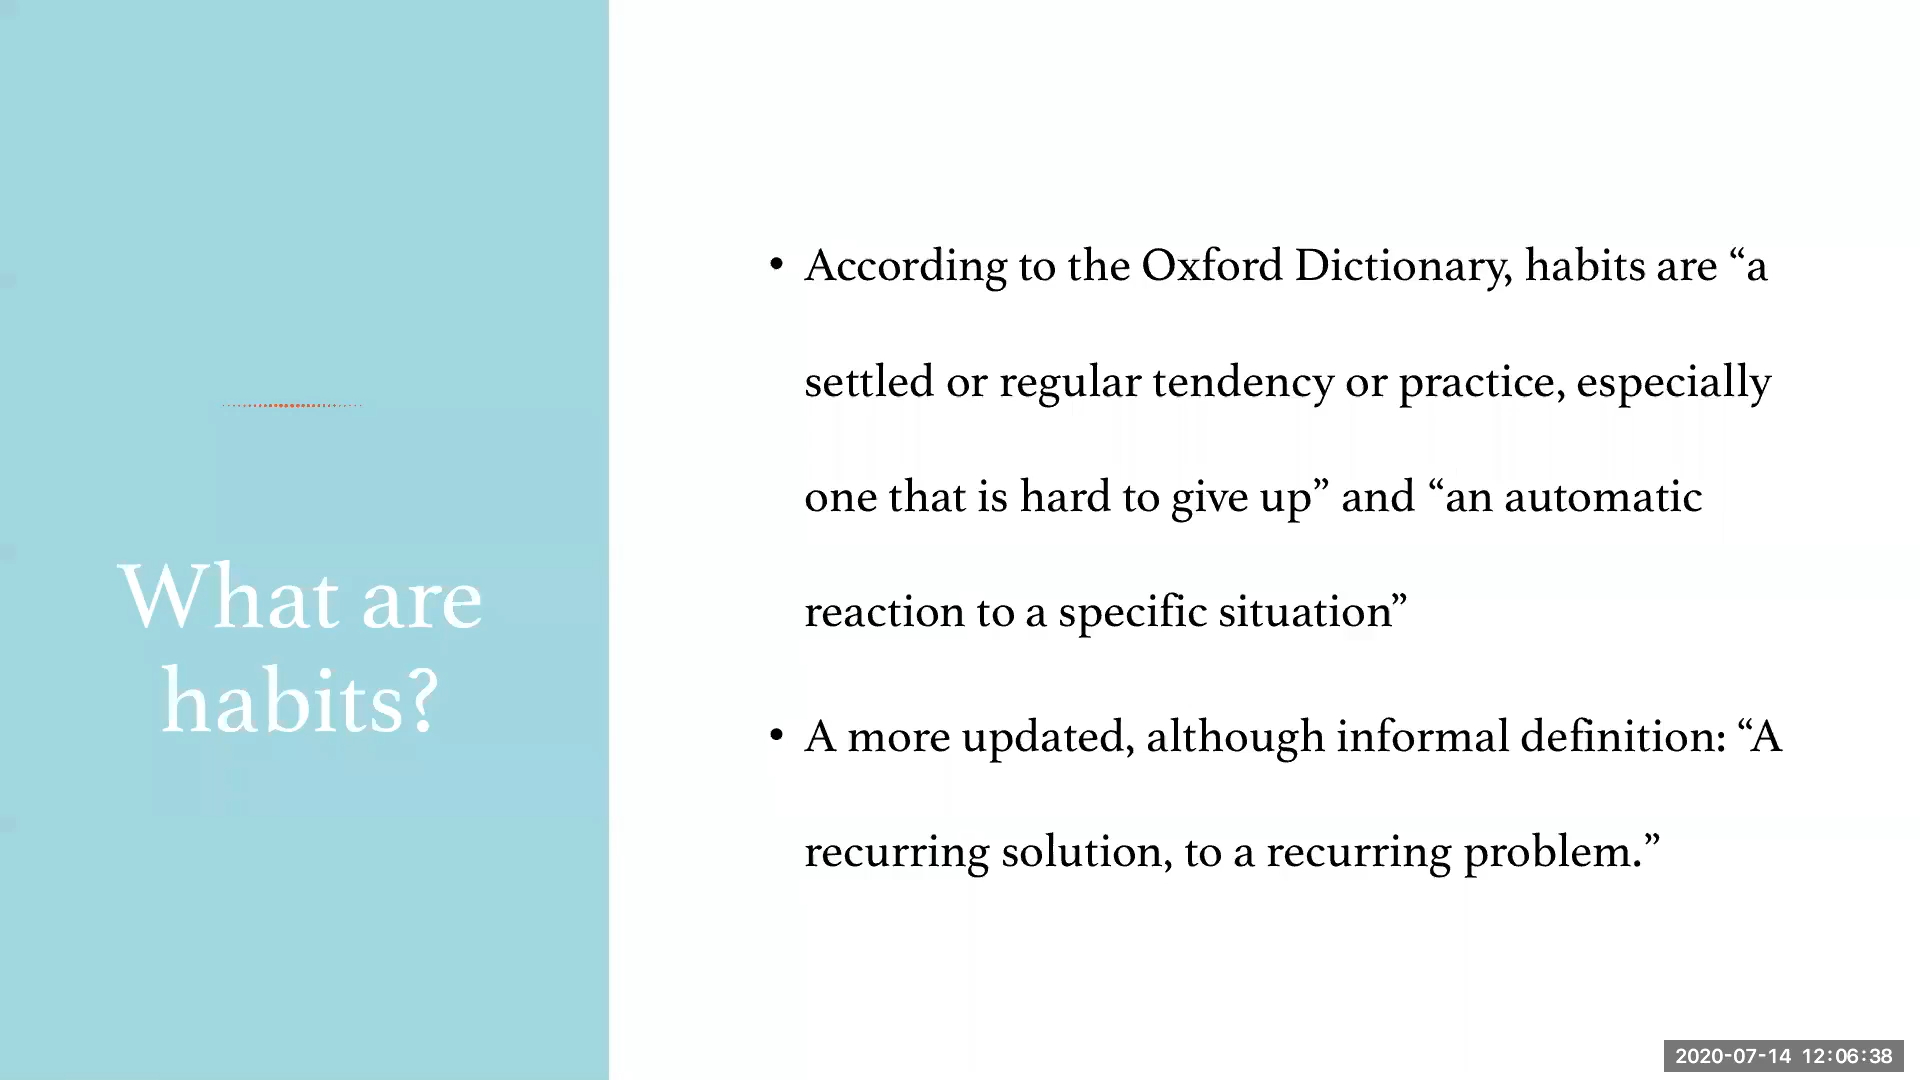 What are
habits?
• According to the Oxford Dictionary, habits are “a
settled or regular tendency or practice, especially
one that is hard to give up” and “an automatic
reaction to a specific situation”
• A more updated, although informal definition: “A
recurring solution, to a recurring problem.”
2020-07-14 12:06:38